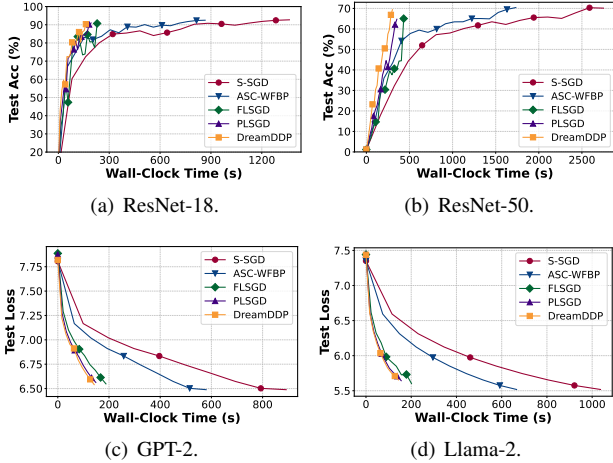 Test Acc (%)
100
90
80
70
60
50
40
30
20
S-SGD
ASC-WFBP
FLSGD
PLSGD
DreamDDP
0 300 600 900 1200
Wall-Clock Time (s)
(a) ResNet-18.
Test Acc (%)
70
60
50
40
30
20
10
0
S-SGD
ASC-WFBP
FLSGD
PLSGD
DreamDDP
0 500 1000 1500 2000 2500
Wall-Clock Time (s)
(b) ResNet-50.
Test Loss
7.75
7.50
7.25
7.00
6.75
6.50
S-SGD
ASC-WFBP
FLSGD
PLSGD
DreamDDP
0 200 400 600 800
Wall-Clock Time (s)
(c) GPT-2.
Test Loss
7.5
7.0
6.5
6.0
5.5
S-SGD
ASC-WFBP
FLSGD
PLSGD
DreamDDP
0 200 400 600 800 1000
Wall-Clock Time (s)
(d) Llama-2.